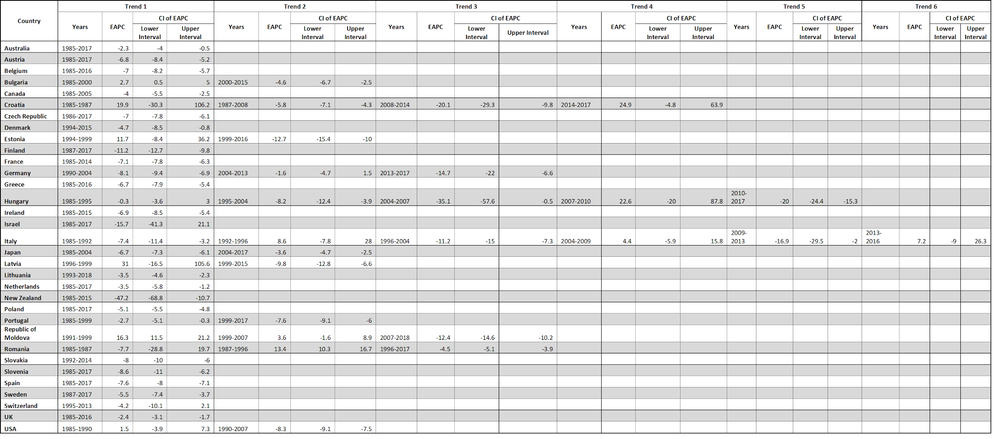 Trend 1 Trend 2 Trend 3 Trend 4 Trend 5 Trend 6
Country Years EAPC CI of EAPC Years EAPC CI of EAPC Years EAPC CI of EAPC Years EAPC CI of EAPC Years EAPC CI of EAPC Years EAPC CI of EAPC
Lower Upper Lower Upper Lower Upper Interval Lower Upper Lower Upper Lower Upper
Interval Interval Interval Interval Interval Interval Interval Interval Interval Interval Interval
Australia 1985-2017 -2.3 -4 -0.5
Austria 1985-2017 -6.8 -8.4 -5.2
Belgium 1985-2016 -7 -8.2 -5.7
Bulgaria 1985-2000 2.7 0.5 5 2000-2015 -4.6 -6.7 -2.5
Canada 1985-2005 -4 -5.5 -2.5
Croatia 1985-1987 19.9 -30.3 106.2 1987-2008 -5.8 -7.1 -4.3 2008-2014 -20.1 -29.3 -9.8 2014-2017 24.9 -4.8 63.9
Czech Republic 1986-2017 -7 -7.8 -6.1
Denmark 1994-2015 -4.7 -8.5 -0.8
Estonia 1994-1999 11.7 -8.4 36.2 1999-2016 -12.7 -15.4 -10
Finland 1987-2017 -11.2 -12.7 -9.8
France 1985-2014 -7.1 -7.8 -6.3
Germany 1990-2004 -8.1 -9.4 -6.9 2004-2013 -1.6 -4.7 1.5 2013-2017 -14.7 -22 -6.6
Greece 1985-2016 -6.7 -7.9 -5.4
2010-
Hungary 1985-1995 -0.3 -3.6 3 1995-2004 -8.2 -12.4 -3.9 2004-2007 -35.1 -57.6 -0.5 2007-2010 22.6 -20 87.8 2017 -20 -24.4 -15.3
Ireland 1985-2015 -6.9 -8.5 -5.4
Israel 1985-2017 -15.7 -41.3 21.1
2009- 2013-
Italy 1985-1992 -7.4 -11.4 -3.2 1992-1996 8.6 -7.8 28 1996-2004 -11.2 -15 -7.3 2004-2009 4.4 -5.9 15.8 2013 -16.9 -29.5 -2 2016 7.2 -9 26.3
Japan 1985-2004 -6.7 -7.3 -6.1 2004-2017 -3.6 -4.7 -2.5
Latvia 1996-1999 31 -16.5 105.6 1999-2015 -9.8 -12.8 -6.6
Lithuania 1993-2018 -3.5 -4.6 -2.3
Netherlands 1985-2017 -3.5 -5.8 -1.2
New Zealand 1985-2015 -47.2 -68.8 -10.7
Poland 1985-2017 -5.1 -5.5 -4.8
Portugal 1985-1999 -2.7 -5.1 -0.3 1999-2017 -7.6 -9.1 -6
Republic of
Moldova 1991-1999 16.3 11.5 21.2 1999-2007 3.6 -1.6 8.9 2007-2018 -12.4 -14.6 -10.2
Romania 1985-1987 -7.7 -28.8 19.7 1987-1996 13.4 10.3 16.7 1996-2017 -4.5 -5.1 -3.9
Slovakia 1992-2014 -8 -10 -6
Slovenia 1985-2017 -8.6 -11 -6.2
Spain 1985-2017 -7.6 -8 -7.1
Sweden 1987-2017 -5.5 -7.4 -3.7
Switzerland 1995-2013 -4.2 -10.1 2.1
UK 1985-2016 -2.4 -3.1 -1.7
USA 1985-1990 1.5 -3.9 7.3 1990-2007 -8.3 -9.1 -7.5